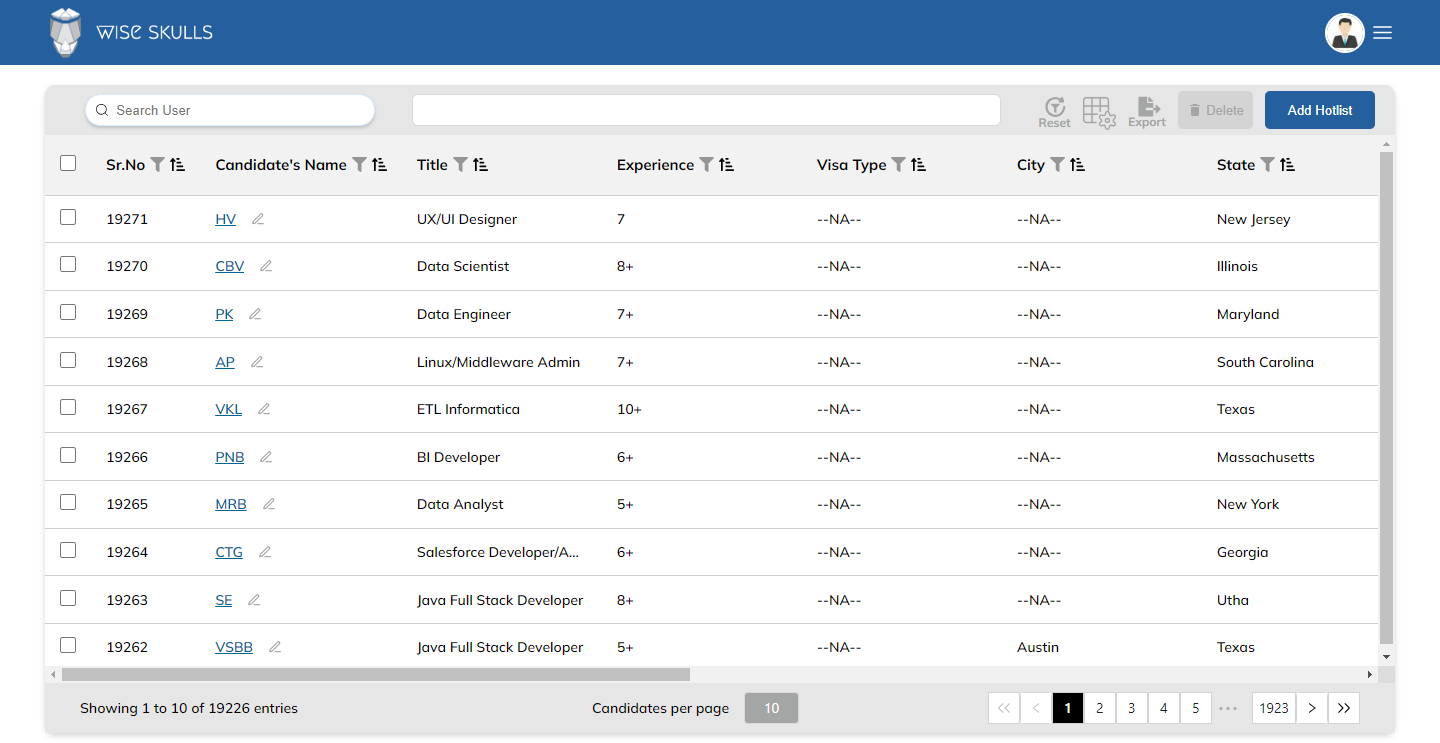 WISE SKULLS
Search User
Reset
Export
Delete
Add Hotlist
Sr.No Candidate's Name Title Experience Visa Type City State
19271 HV UX/UI Designer 7 --NA-- --NA-- New Jersey
19270 CBV Data Scientist 8+ --NA-- --NA-- Illinois
19269 PK Data Engineer 7+ --NA-- --NA-- Maryland
19268 AP Linux/Middleware Admin 7+ --NA-- --NA-- South Carolina
19267 VKL ETL Informatica 10+ --NA-- --NA-- Texas
19266 PNB BI Developer 6+ --NA-- --NA-- Massachusetts
19265 MRB Data Analyst 5+ --NA-- --NA-- New York
19264 CTG Salesforce Developer/A... 6+ --NA-- --NA-- Georgia
19263 SE Java Full Stack Developer 8+ --NA-- --NA-- Utha
19262 VSBB Java Full Stack Developer 5+ --NA-- Austin Texas
Showing 1 to 10 of 19226 entries Candidates per page 10 << < 1 2 3 4 5 ••• 1923 > >>